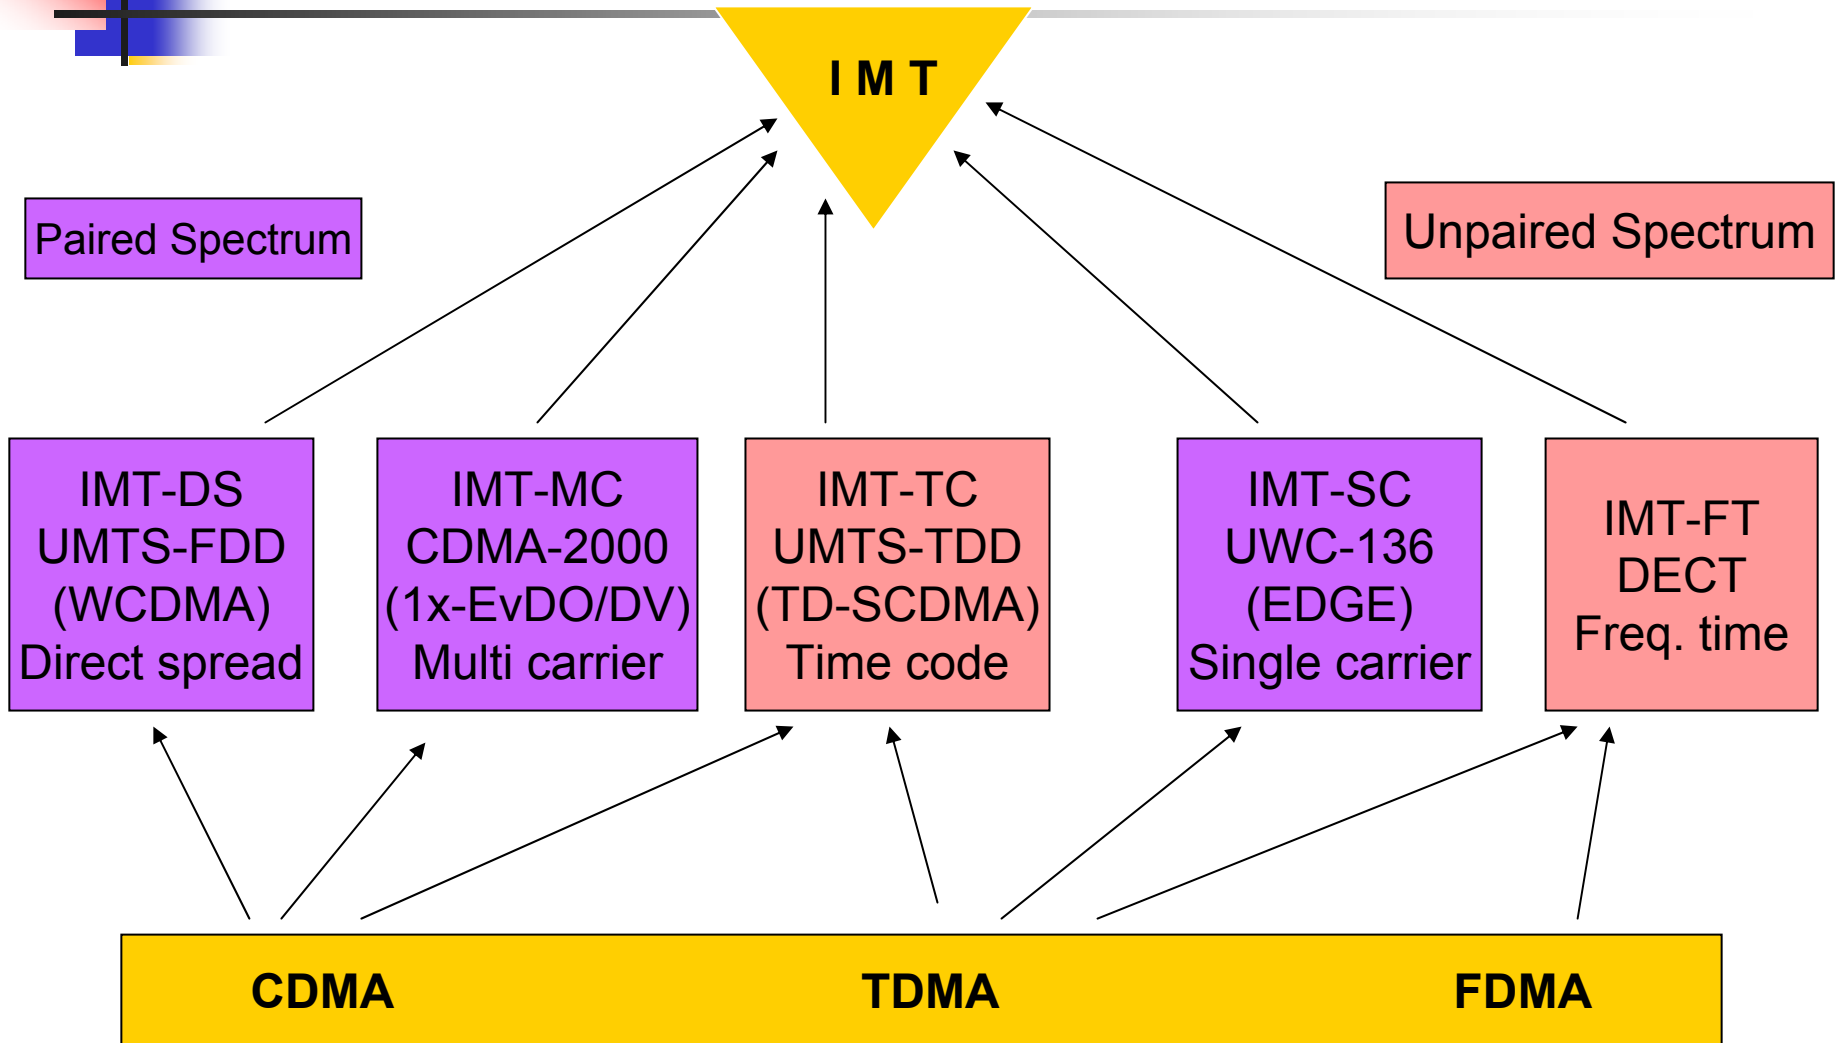 I M T
Paired Spectrum
Unpaired Spectrum
IMT-DS
UMTS-FDD
(WCDMA)
Direct spread
IMT-MC
CDMA-2000
(1x-EvDO/DV)
Multi carrier
IMT-TC
UMTS-TDD
(TD-SCDMA)
Time code
IMT-SC
UWC-136
(EDGE)
Single carrier
IMT-FT
DECT
Freq. time
CDMA
TDMA
FDMA